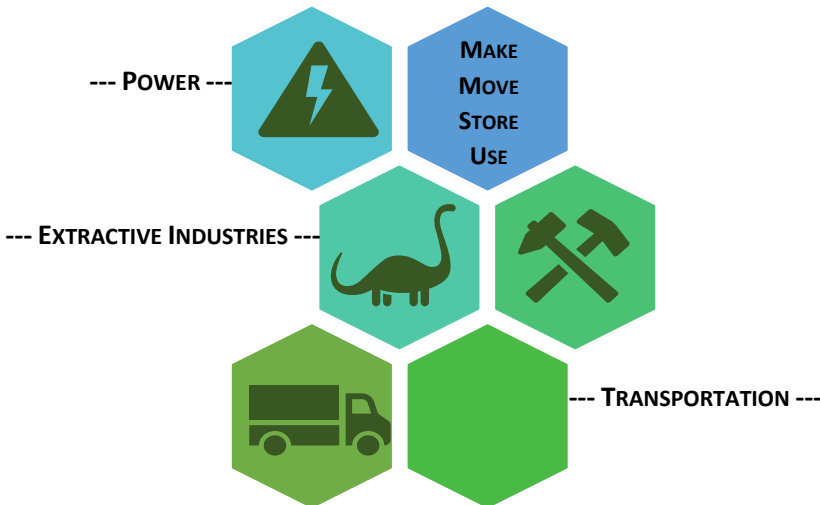 --- POWER ---
MAKE
MOVE
STORE
USE
--- EXTRACTIVE INDUSTRIES ---
--- TRANSPORTATION ---